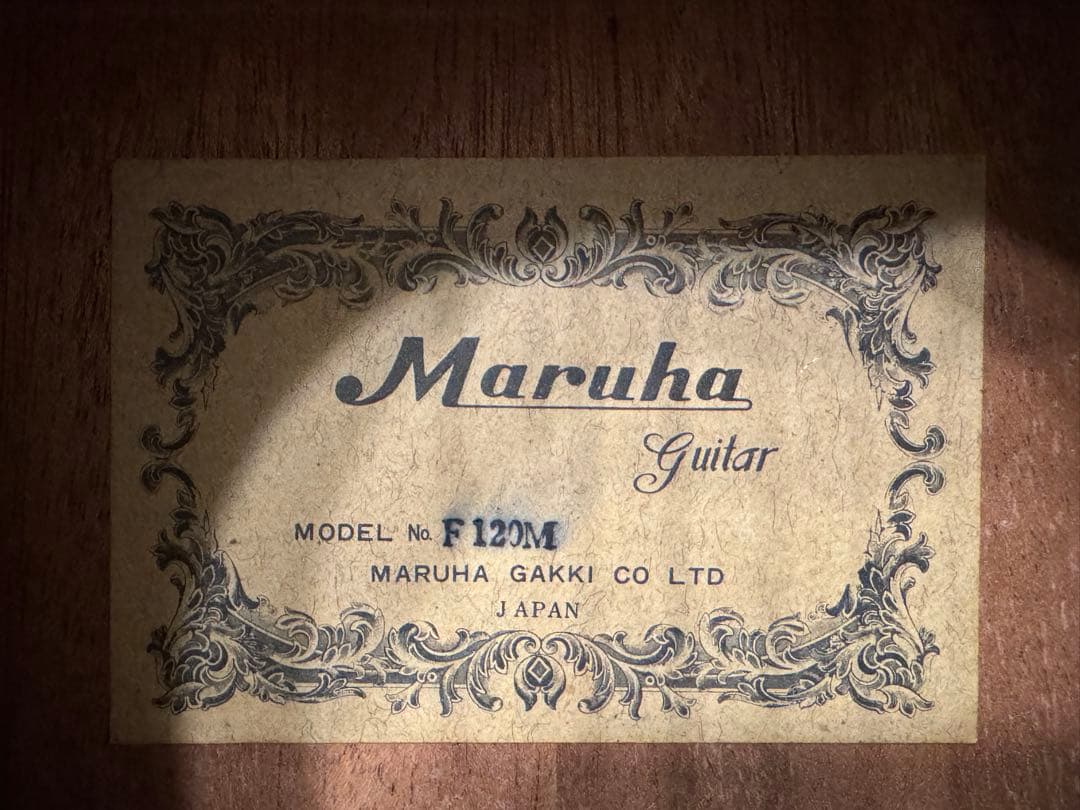 Maruha
Guitar
MODEL No. F120M
MARUHA GAKKI CO LTD
JAPAN